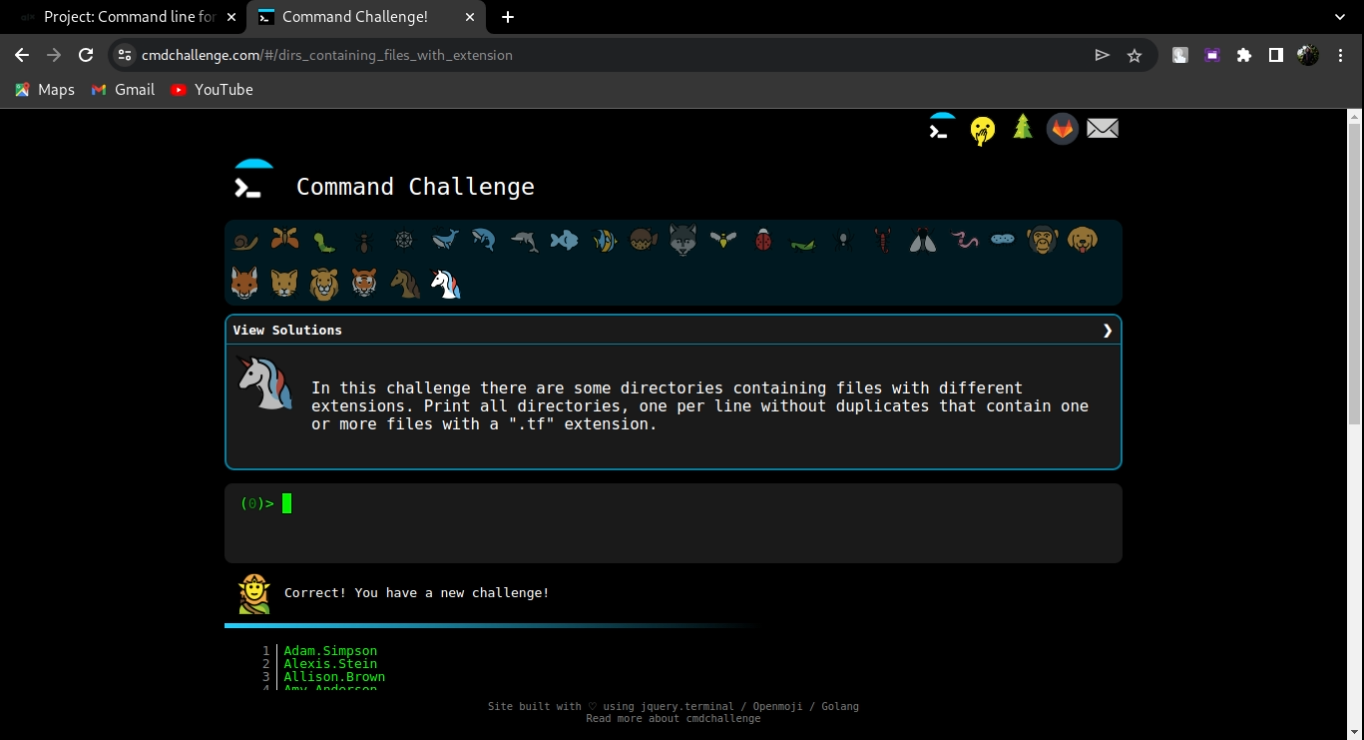 Project: Command line for
Command Challenge!
cmdchallenge.com/#/dirs_containing_files_with_extension
Maps Gmail YouTube
Command Challenge
View Solutions
In this challenge there are some directories containing files with different
extensions. Print all directories, one per line without duplicates that contain one
or more files with a ".tf" extension.
(0)>
Correct! You have a new challenge!
1 Adam.Simpson
2 Alexis.Stein
3 Allison.Brown
4 Amy.Anderson
Site built with ♡ using jquery.terminal / Openmoji / Golang
Read more about cmdchallenge